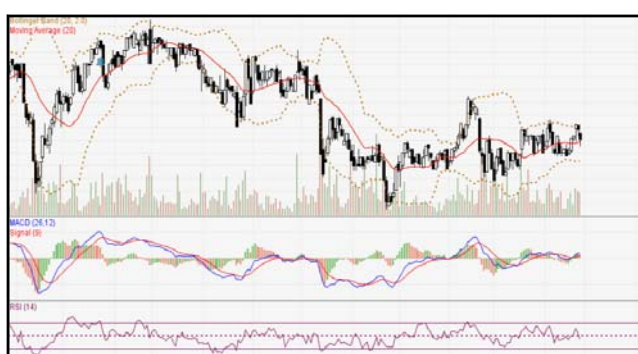 Bollinger Band (20, 2.0)
Moving Average (20)
MACD (26,12)
Signal (9)
RSI (14)